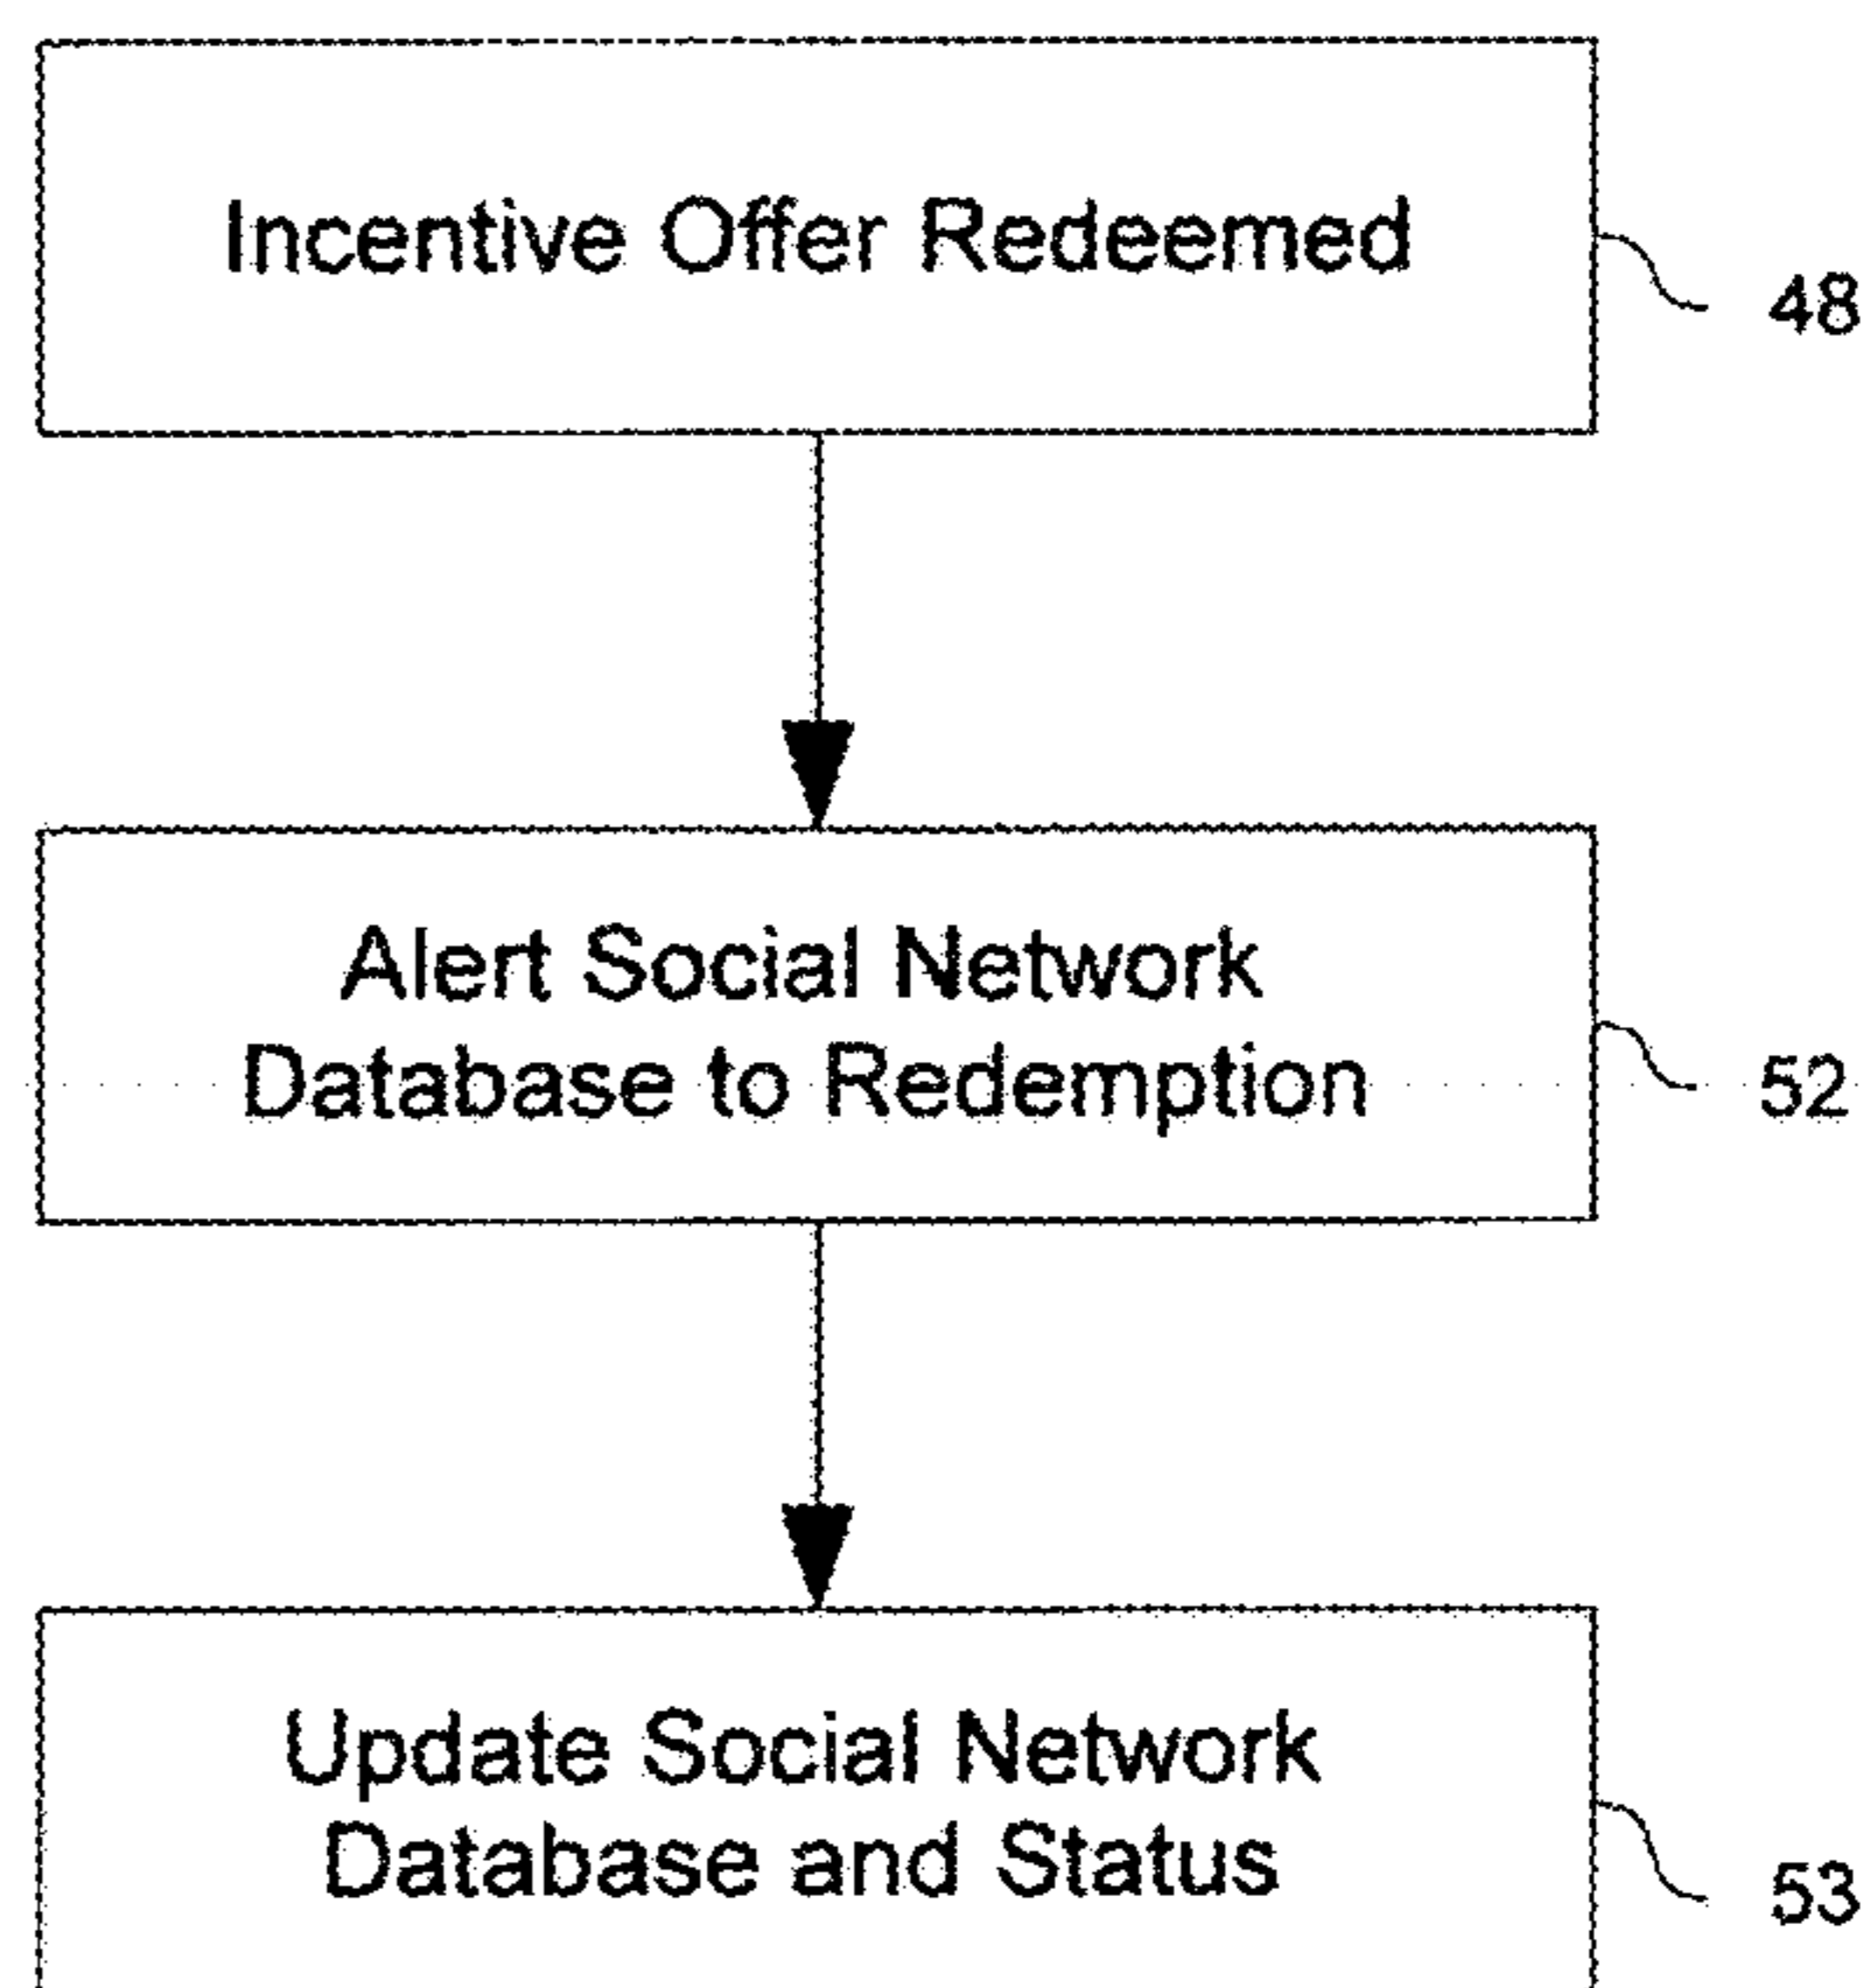 Incentive Offer Redeemed
48
Alert Social Network
Database to Redemption
52
Update Social Network
Database and Status
53